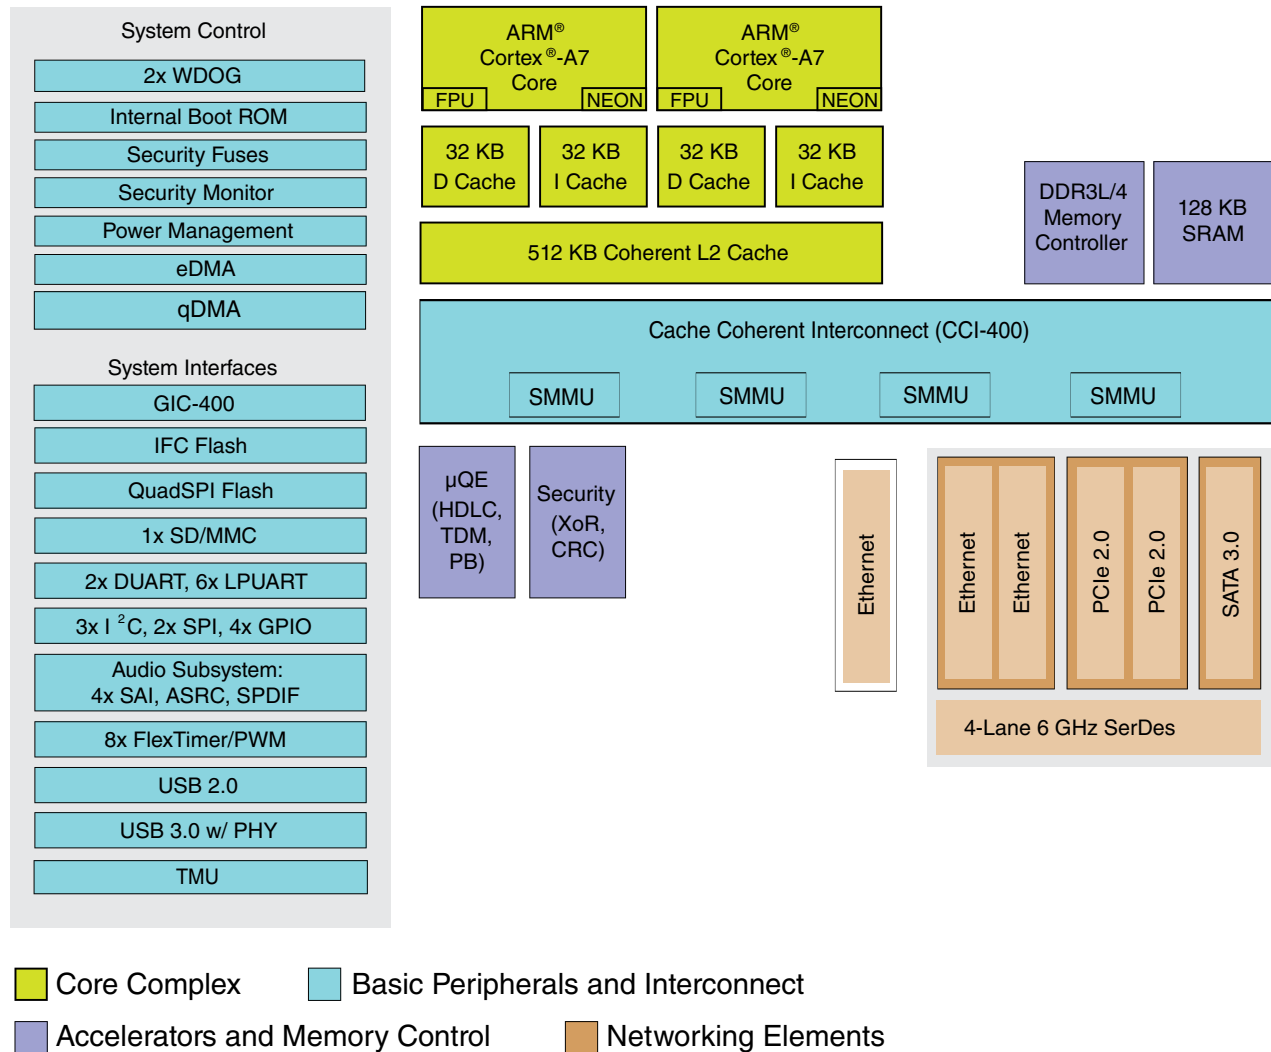 System Control
2x WDOG
Internal Boot ROM
Security Fuses
Security Monitor
Power Management
eDMA
qDMA
System Interfaces
GIC-400
IFC Flash
QuadSPI Flash
1x SD/MMC
2x DUART, 6x LPUART
3x I²C, 2x SPI, 4x GPIO
Audio Subsystem:
4x SAI, ASRC, SPDIF
8x FlexTimer/PWM
USB 2.0
USB 3.0 w/ PHY
TMU
ARM®
Cortex®-A7
Core
FPU
NEON
ARM®
Cortex®-A7
Core
FPU
NEON
32 KB
D Cache
32 KB
I Cache
32 KB
D Cache
32 KB
I Cache
512 KB Coherent L2 Cache
DDR3L/4
Memory
Controller
128 KB
SRAM
Cache Coherent Interconnect (CCI-400)
SMMU
SMMU
SMMU
SMMU
µQE
(HDLC,
TDM,
PB)
Security
(XoR,
CRC)
Ethernet
Ethernet
Ethernet
PCIe 2.0
PCIe 2.0
SATA 3.0
4-Lane 6 GHz SerDes
Core Complex
Basic Peripherals and Interconnect
Accelerators and Memory Control
Networking Elements